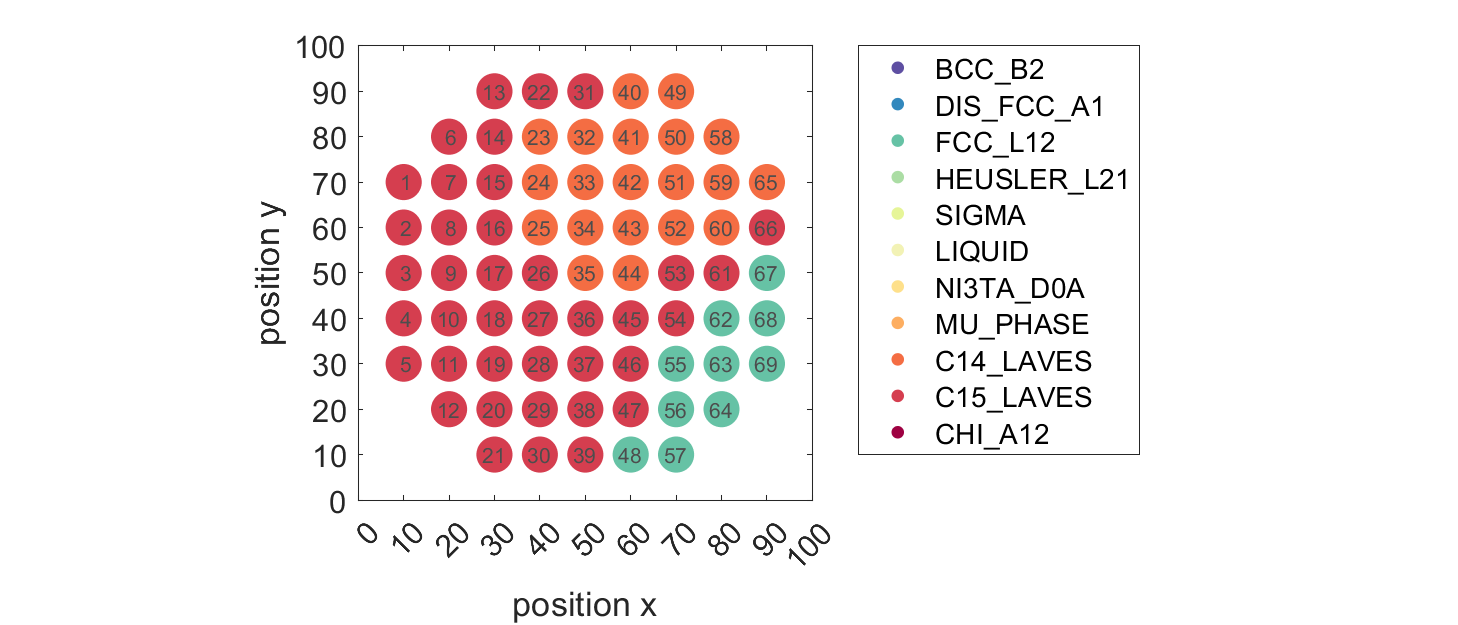 100
90
80
70
60
50
40
30
20
10
0
position y
13 22 31 40 49
6 14 23 32 41 50 58
1 7 15 24 33 42 51 59 65
2 8 16 25 34 43 52 60 66
3 9 17 26 35 44 53 61 67
4 10 18 27 36 45 54 62 68
5 11 19 28 37 46 55 63 69
12 20 29 38 47 56 64
21 30 39 48 57
0 10 20 30 40 50 60 70 80 90 100
position x
BCC_B2
DIS_FCC_A1
FCC_L12
HEUSLER_L21
SIGMA
LIQUID
NI3TA_D0A
MU_PHASE
C14_LAVES
C15_LAVES
CHI_A12